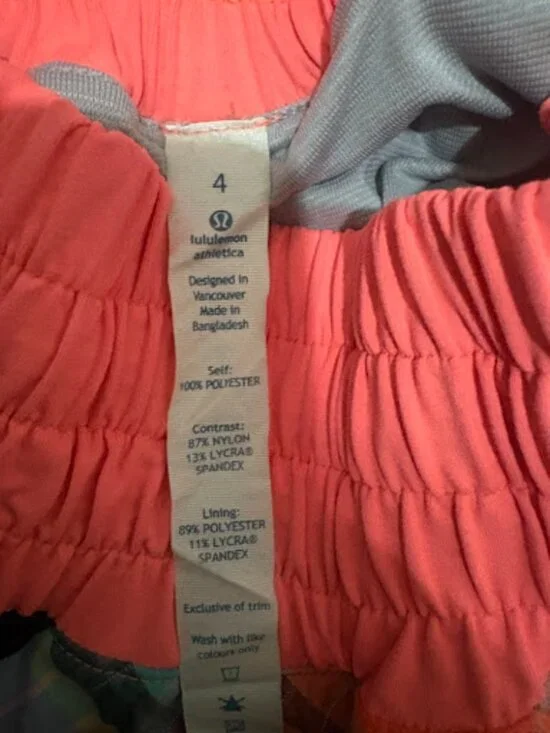 4
lululemon
athletica
Designed in
Vancouver
Made in
Bangladesh
Self:
100% POLYESTER
Contrast:
87% NYLON
13% LYCRA®
SPANDEX
Lining:
89% POLYESTER
11% LYCRA®
SPANDEX
Exclusive of trim
Wash with like
colours only